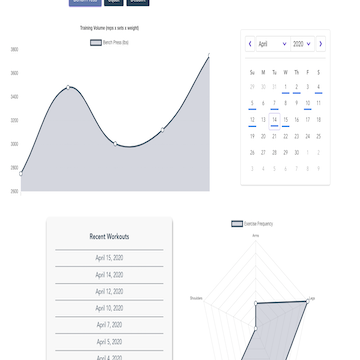 Training Volume (reps x sets x weight)
Bench Press (lbs)
3800
3600
3400
3200
3000
2800
2600
April 2020
Su M Tu W Th F S
29 30 31 1 2 3 4
5 6 7 8 9 10 11
12 13 14 15 16 17 18
19 20 21 22 23 24 25
26 27 28 29 30 1 2
3 4 5 6 7 8 9
Recent Workouts
April 15, 2020
April 14, 2020
April 12, 2020
April 10, 2020
April 7, 2020
April 5, 2020
April 4, 2020
Exercise Frequency
Arms
Shoulders
Legs